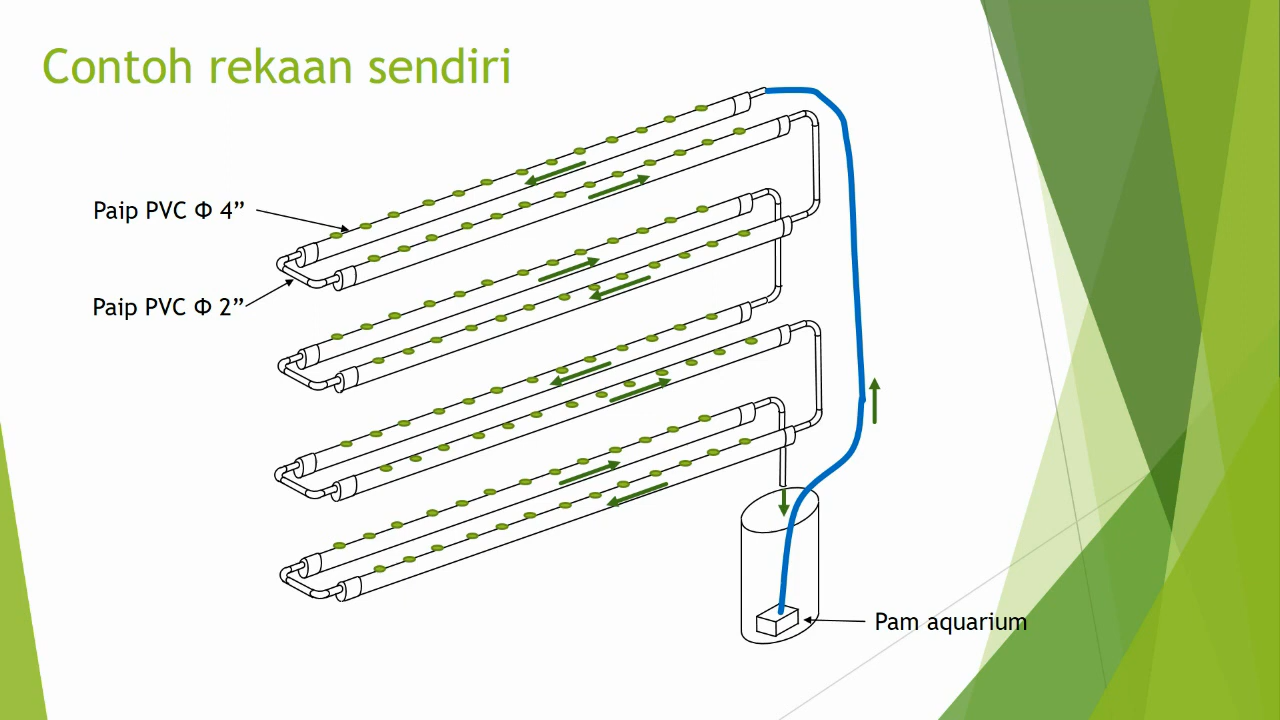 Contoh rekaan sendiri
Paip PVC Φ 4”
Paip PVC Φ 2”
Pam aquarium